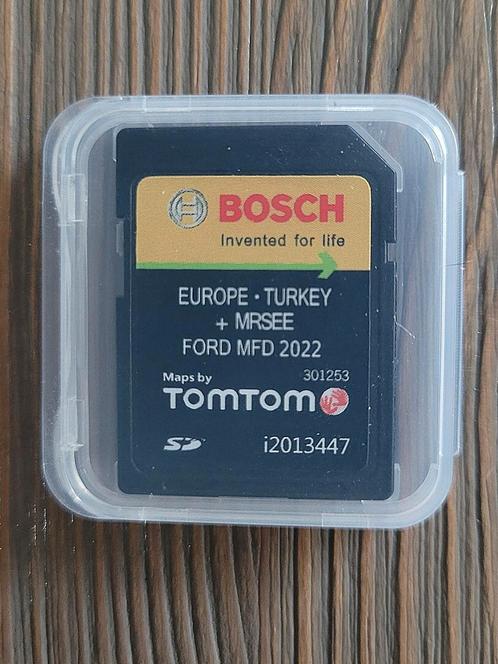 BOSCH
Invented for life
EUROPE · TURKEY
+ MRSEE
FORD MFD 2022
301253
Maps by
TOMTOM
SD
i2013447